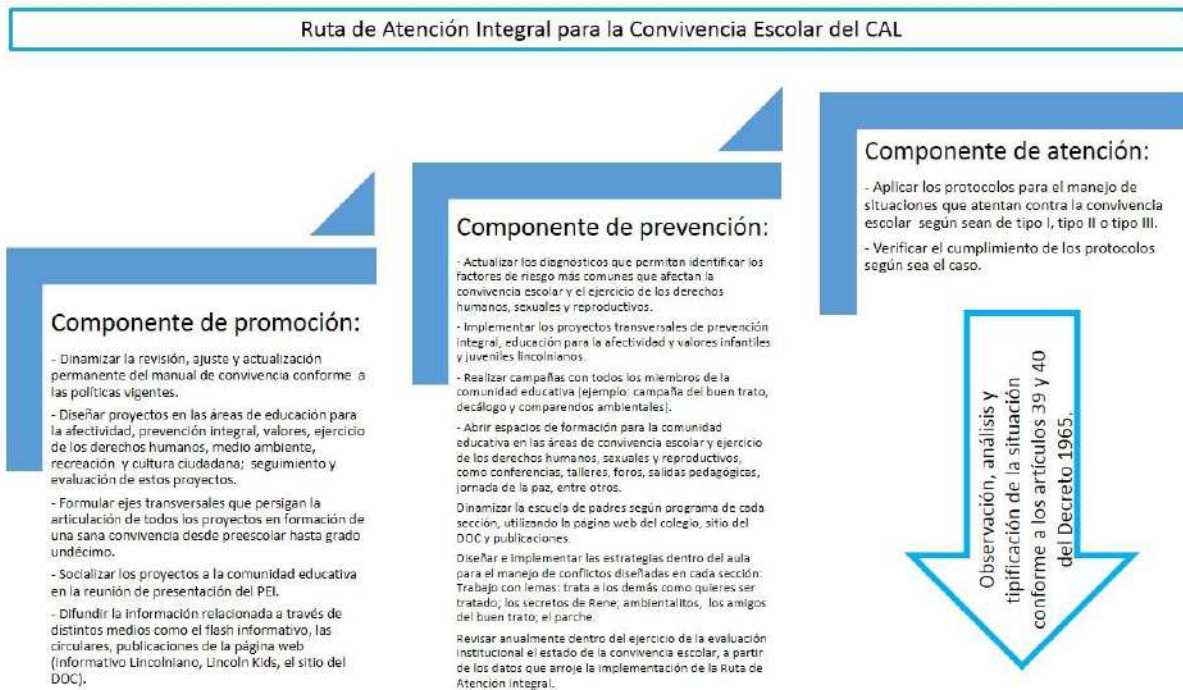 Ruta de Atención Integral para la Convivencia Escolar del CAL
Componente de promoción:
- Dinamizar la revisión, ajuste y actualización
permanente del manual de convivencia conforme a
las políticas vigentes.
- Diseñar proyectos en las áreas de educación para
la afectividad, prevención integral, valores, ejercicio
de los derechos humanos, medio ambiente,
recreación y cultura ciudadana; seguimiento y
evaluación de estos proyectos.
- Formular ejes transversales que persigan la
articulación de todos los proyectos en formación de
una sana convivencia desde preescolar hasta grado
undécimo.
- Socializar los proyectos a la comunidad educativa
en la reunión de presentación del PEI.
- Difundir la información relacionada a través de
distintos medios como el flash informativo, las
circulares, publicaciones de la página web
(informativo Lincolniano, Lincoln Kids, el sitio del
DOC).
Componente de prevención:
- Actualizar los diagnósticos que permitan identificar los
factores de riesgo más comunes que afectan la
convivencia escolar y el ejercicio de los derechos
humanos, sexuales y reproductivos.
- Implementar los proyectos transversales de prevención
integral, educación para la afectividad y valores infantiles
y juveniles lincolnianos.
- Realizar campañas con todos los miembros de la
comunidad educativa (ejemplo: campaña del buen trato,
decálogo y comparendos ambientales).
- Abrir espacios de formación para la comunidad
educativa en las áreas de convivencia escolar y ejercicio
de los derechos humanos, sexuales y reproductivos,
como conferencias, talleres, foros, salidas pedagógicas,
jornada de la paz, entre otros.
Dinamizar la escuela de padres según programa de cada
sección, utilizando la página web del colegio, sitio del
DOC y publicaciones.
Diseñar e implementar las estrategias dentro del aula
para el manejo de conflictos diseñadas en cada sección:
Trabajo con lemas: trata a los demás como quieres ser
tratado; los secretos de Rene; ambientalitos, los amigos
del buen trato; el parche.
Revisar anualmente dentro del ejercicio de la evaluación
institucional el estado de la convivencia escolar, a partir
de los datos que arroje la implementación de la Ruta de
Atención Integral.
Componente de atención:
- Aplicar los protocolos para el manejo de
situaciones que atentan contra la convivencia
escolar según sean de tipo I, tipo II o tipo III.
- Verificar el cumplimiento de los protocolos
según sea el caso.
Observación, análisis y
tipificación de la situación
conforme a los artículos 39 y 40
del Decreto 1965.